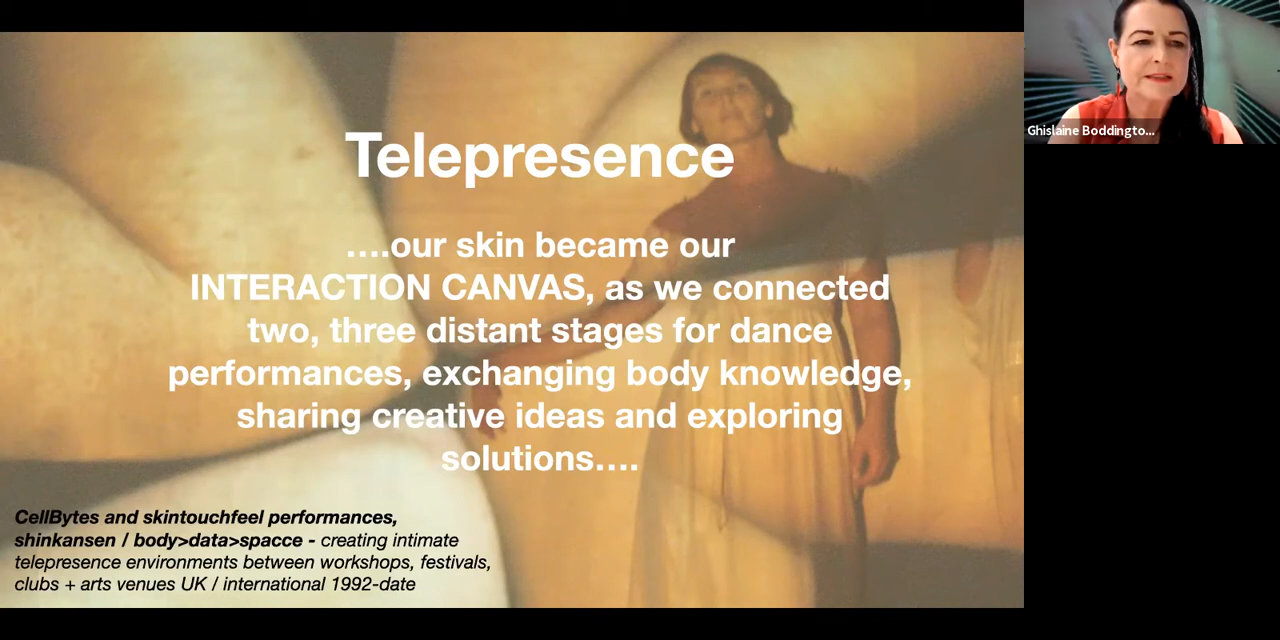 Telepresence
….our skin became our
INTERACTION CANVAS, as we connected
two, three distant stages for dance
performances, exchanging body knowledge,
sharing creative ideas and exploring
solutions….
CellBytes and skintouchfeel performances,
shinkansen / body>data>spacce - creating intimate
telepresence environments between workshops, festivals,
clubs + arts venues UK / international 1992-date
Ghislaine Boddingto...